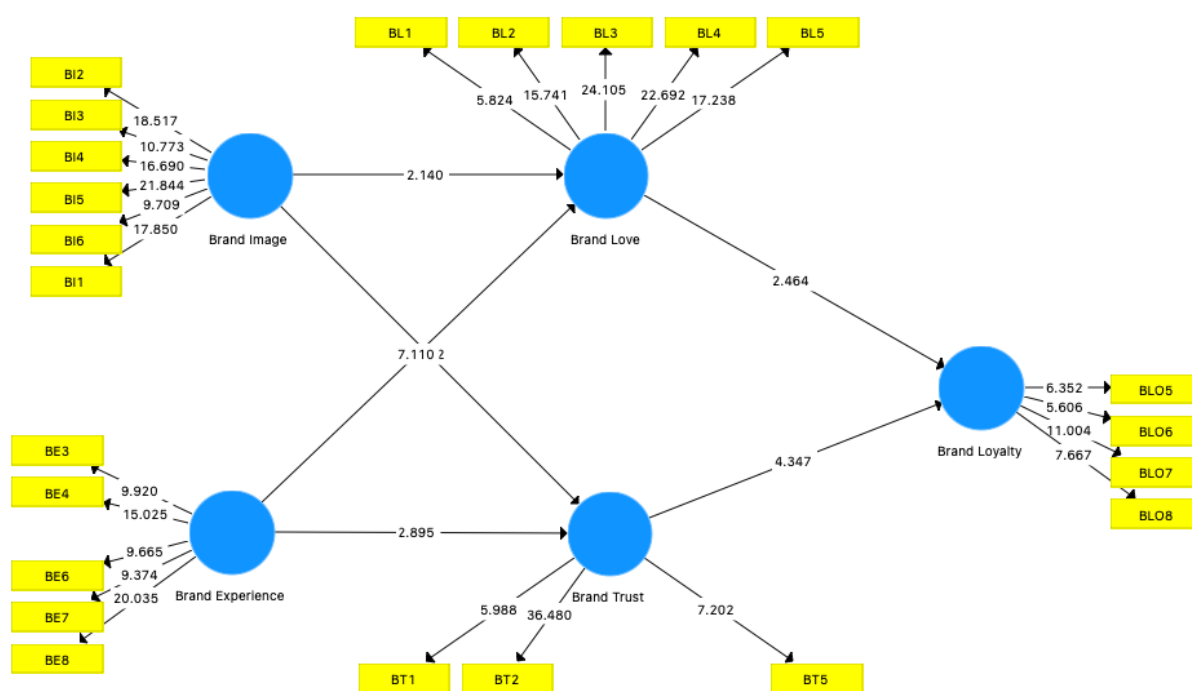 BL1 BL2 BL3 BL4 BL5
5.824 15.741 24.105 22.692 17.238
BI2
BI3
BI4
BI5
BI6
BI1
18.517
10.773
16.690
21.844
9.709
17.850
Brand Image
2.140
Brand Love
2.464
7.110
BE3
BE4
BE6
BE7
BE8
9.920
15.025
9.665
9.374
20.035
Brand Experience
2.895
Brand Trust
4.347
Brand Loyalty
6.352
5.606
11.004
7.667
BLO5
BLO6
BLO7
BLO8
5.988 36.480 7.202
BT1 BT2 BT5